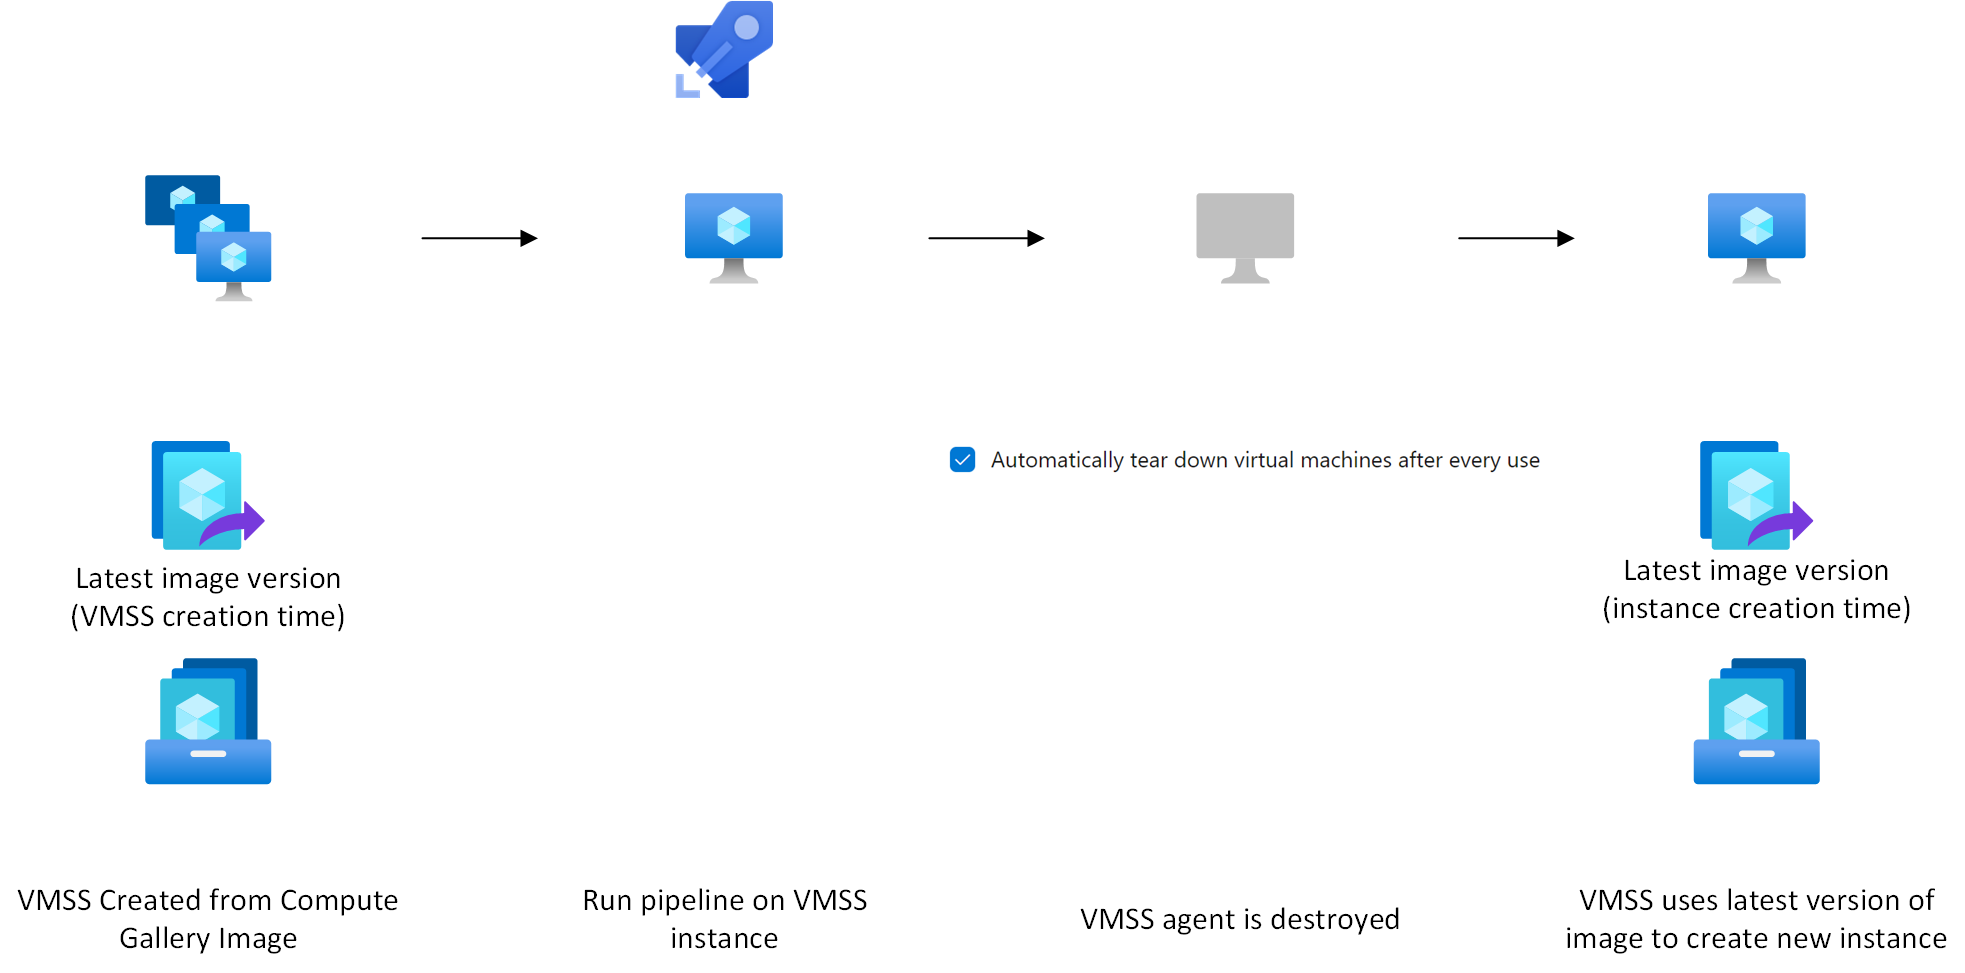 Automatically tear down virtual machines after every use
Latest image version
(VMSS creation time)
Latest image version
(instance creation time)
VMSS Created from Compute
Gallery Image
Run pipeline on VMSS
instance
VMSS agent is destroyed
VMSS uses latest version of
image to create new instance